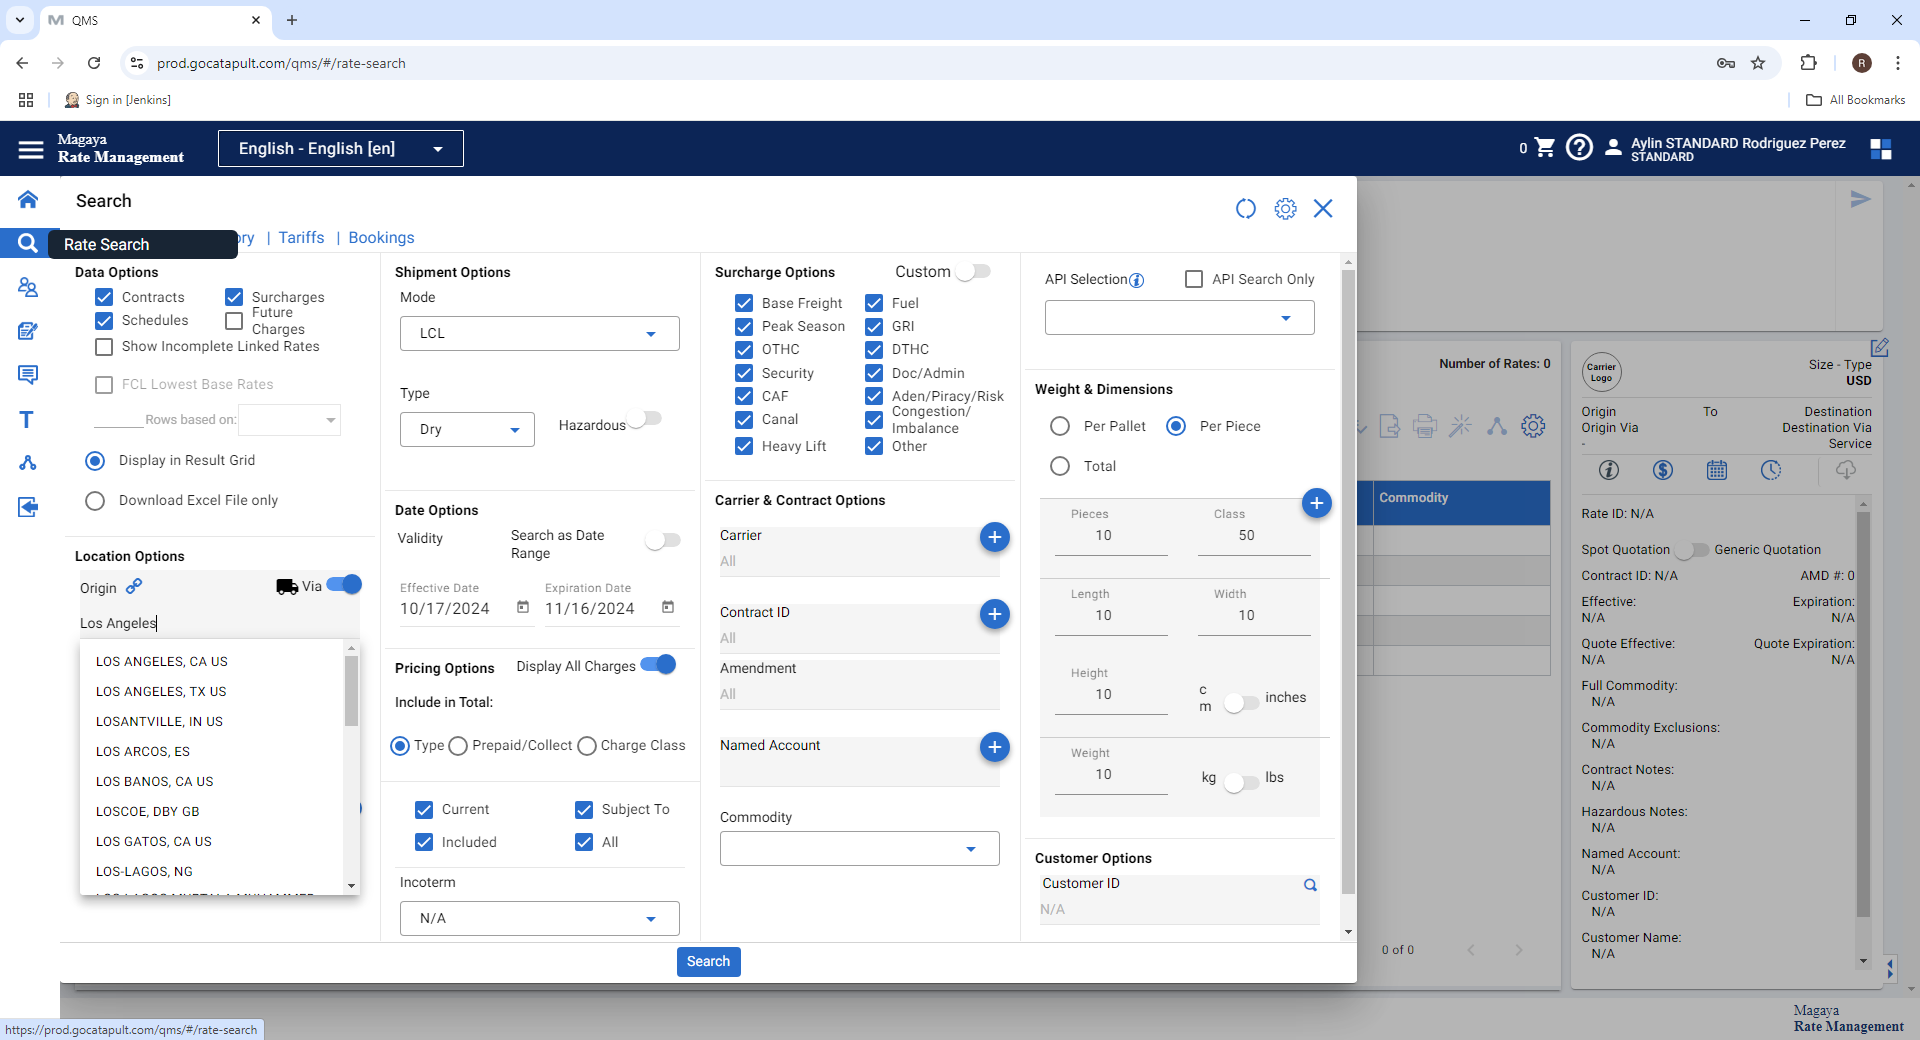 QMS
prod.gocatapult.com/qms/#/rate-search
R
Sign in [Jenkins]
All Bookmarks
Magaya
Rate Management
English - English [en]
0
Aylin STANDARD Rodriguez Perez
STANDARD
Search
Rate Search
ory | Tariffs | Bookings
Data Options
Contracts
Surcharges
Schedules
Future Charges
Show Incomplete Linked Rates
FCL Lowest Base Rates
Rows based on:
Display in Result Grid
Download Excel File only
Location Options
Origin
Via
Los Angeles
LOS ANGELES, CA US
LOS ANGELES, TX US
LOSANTVILLE, IN US
LOS ARCOS, ES
LOS BANOS, CA US
LOSCOE, DBY GB
LOS GATOS, CA US
LOS-LAGOS, NG
Shipment Options
Mode
LCL
Type
Dry
Hazardous
Date Options
Validity
Search as Date Range
Effective Date
10/17/2024
Expiration Date
11/16/2024
Pricing Options
Display All Charges
Include in Total:
Type
Prepaid/Collect
Charge Class
Current
Subject To
Included
All
Incoterm
N/A
Surcharge Options
Custom
Base Freight
Fuel
Peak Season
GRI
OTHC
DTHC
Security
Doc/Admin
CAF
Aden/Piracy/Risk
Canal
Congestion/
Imbalance
Heavy Lift
Other
Carrier & Contract Options
Carrier
All
Contract ID
All
Amendment
All
Named Account
Commodity
API Selection
API Search Only
Weight & Dimensions
Per Pallet
Per Piece
Total
Pieces
10
Class
50
Length
10
Width
10
Height
10
cm
inches
Weight
10
kg
lbs
Customer Options
Customer ID
N/A
Search
Number of Rates: 0
Commodity
0 of 0
Carrier Logo
Size - Type
USD
Origin
To
Destination
Origin Via
Destination Via
-
Service
Rate ID: N/A
Spot Quotation
Generic Quotation
Contract ID: N/A
AMD #: 0
Effective:
Expiration:
N/A
N/A
Quote Effective:
Quote Expiration:
N/A
N/A
Full Commodity:
N/A
Commodity Exclusions:
N/A
Contract Notes:
N/A
Hazardous Notes:
N/A
Named Account:
N/A
Customer ID:
N/A
Customer Name:
N/A
Magaya
Rate Management
https://prod.gocatapult.com/qms/#/rate-search